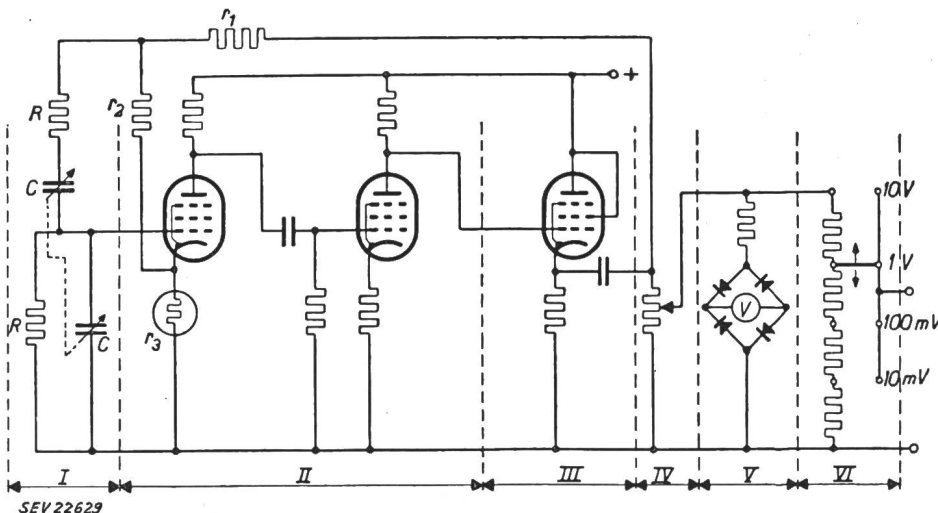 r1
+
R
r2
C
10V
1V
V
R
C
r3
100mV
10mV
I II III IV V VI
SEV 22629